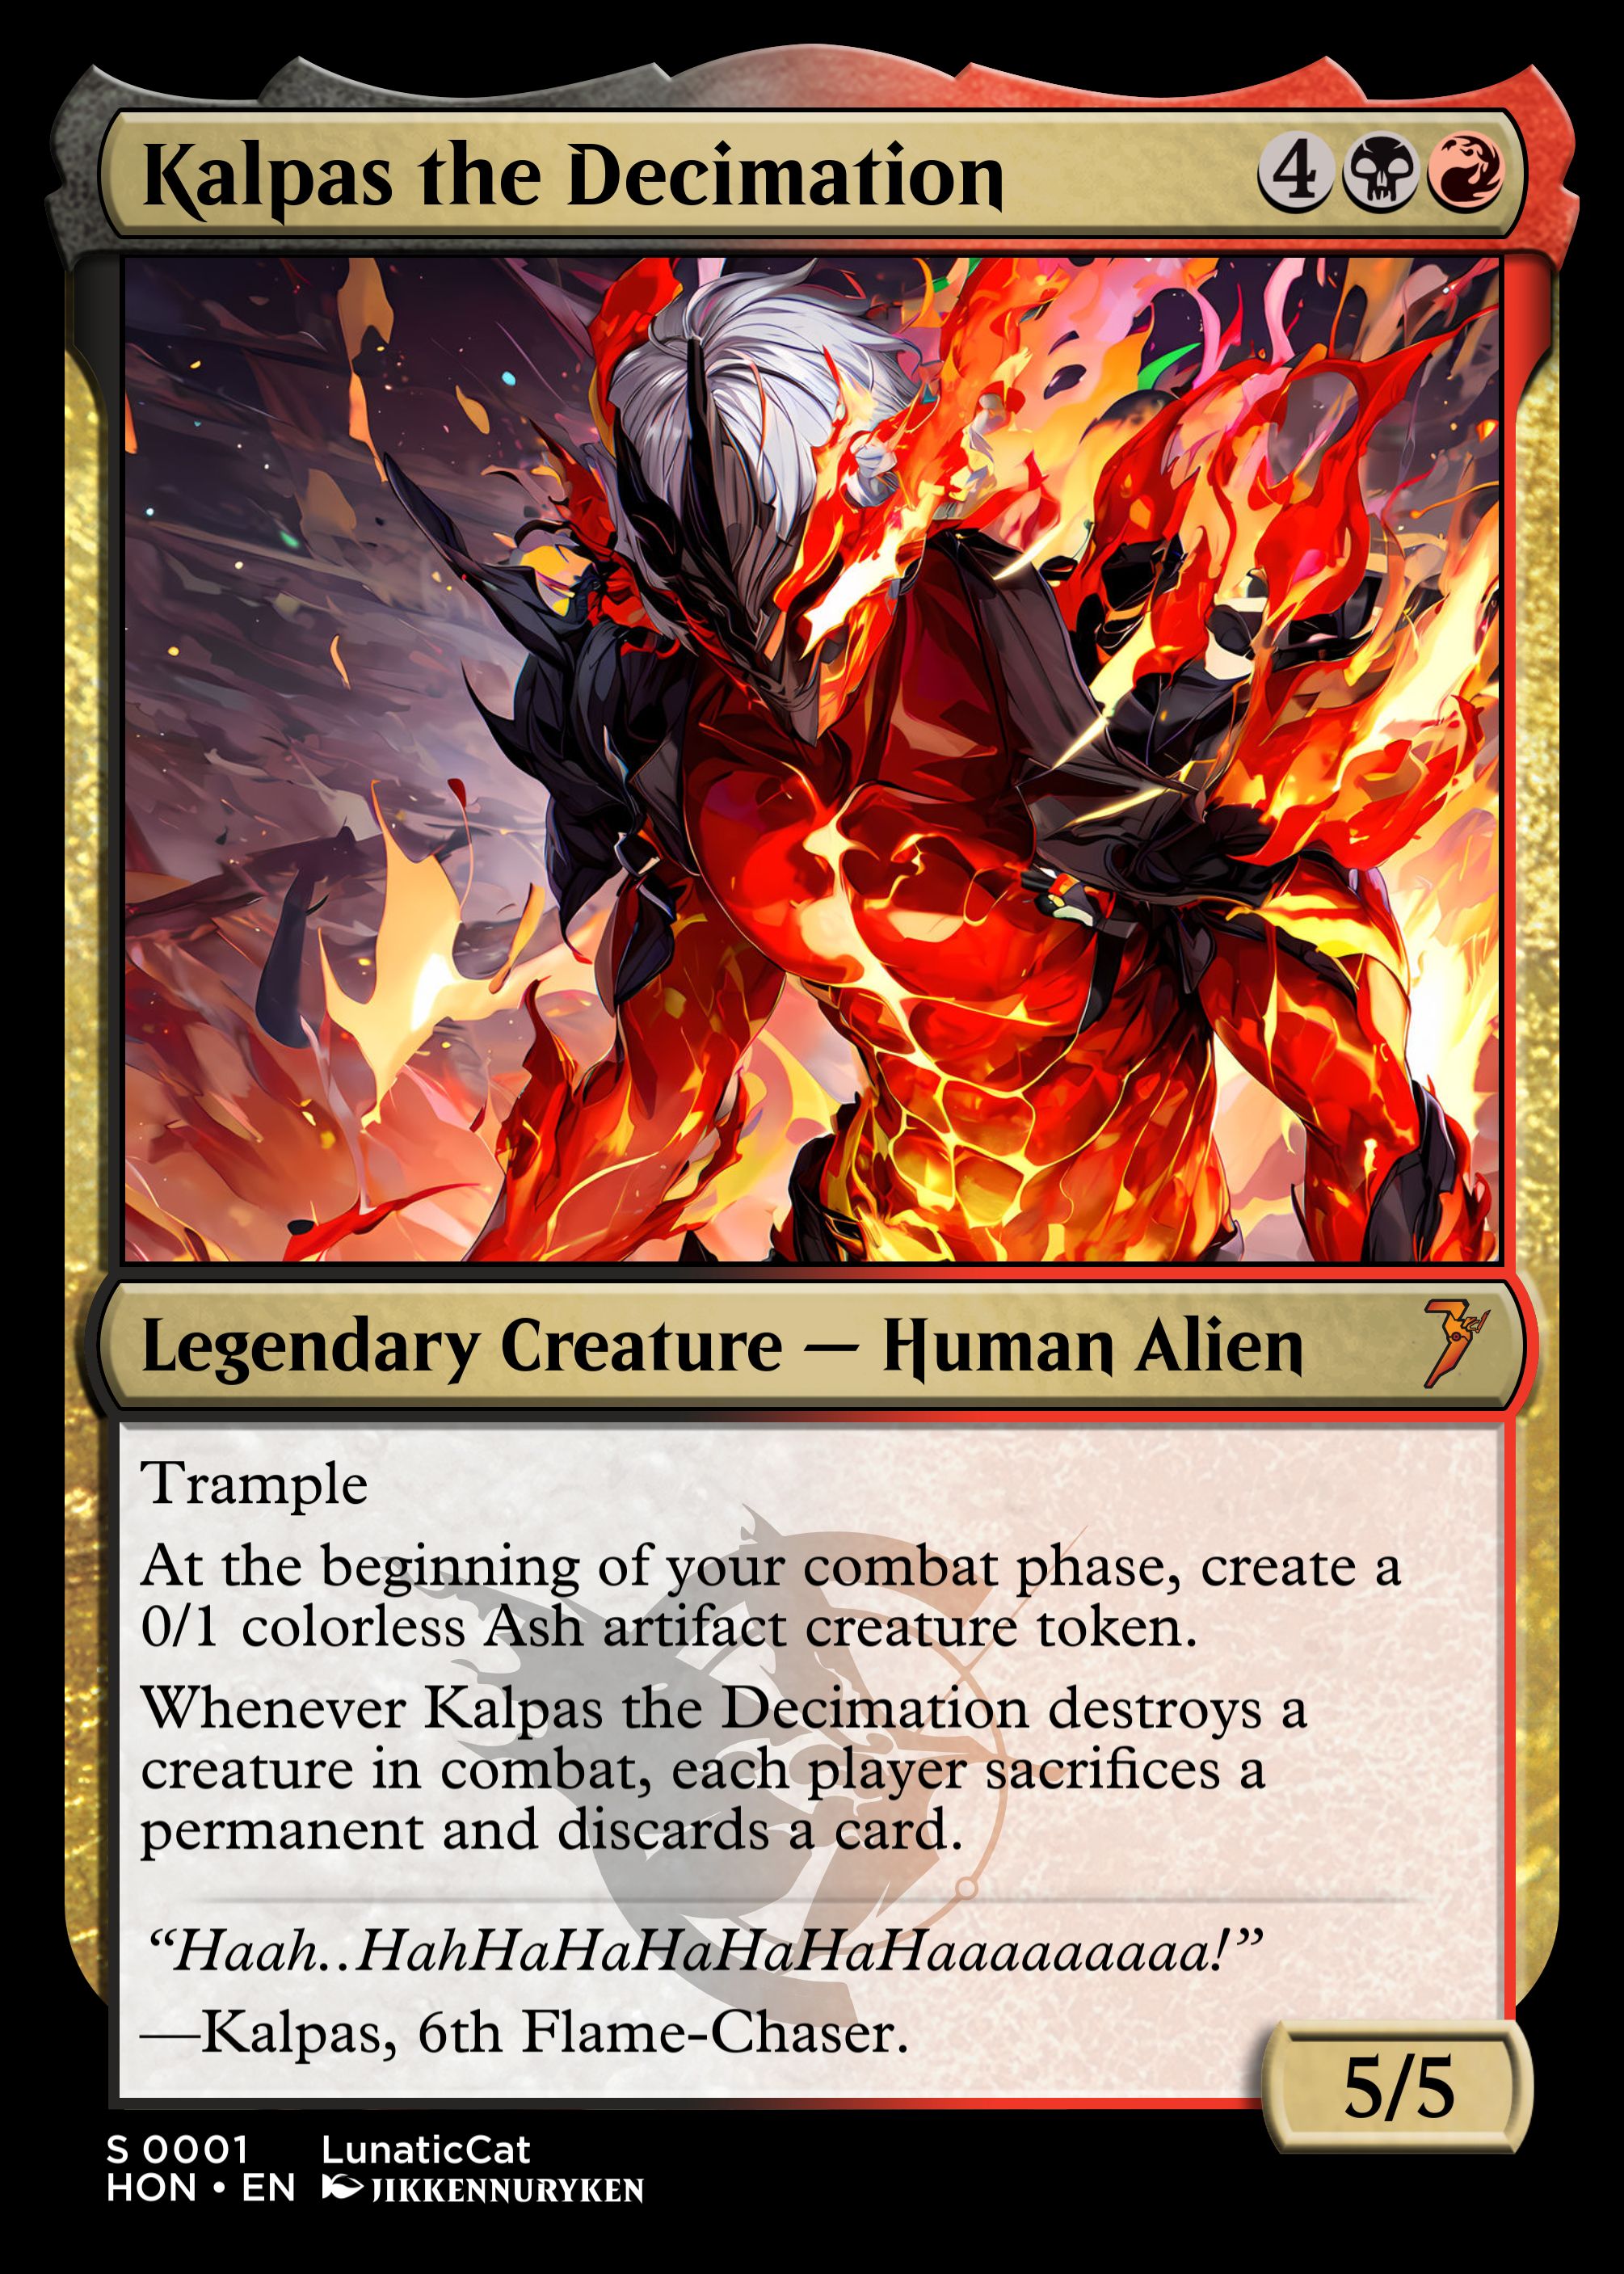 Kalpas the Decimation 4
Legendary Creature — Human Alien
Trample
At the beginning of your combat phase, create a
0/1 colorless Ash artifact creature token.
Whenever Kalpas the Decimation destroys a
creature in combat, each player sacrifices a
permanent and discards a card.
“Haah..HahHaHaHaHaHaHaaaaaaaaa!”
—Kalpas, 6th Flame-Chaser.
5/5
S 0001 LunaticCat
HON • EN JIKKENNURYKEN